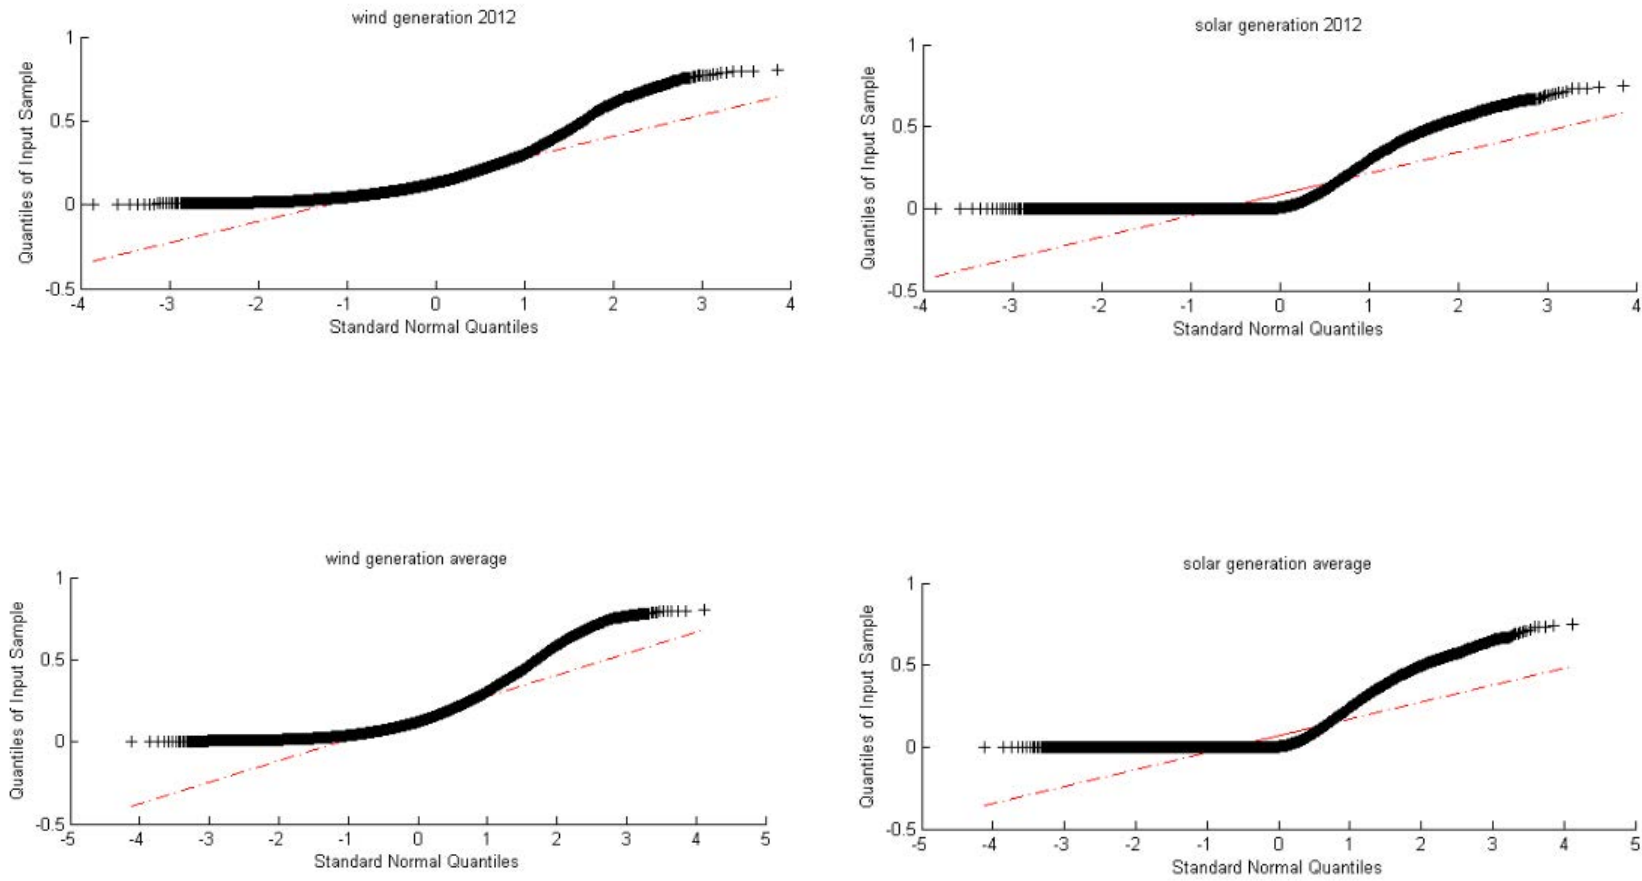 wind generation 2012
1
0.5
0
-0.5
-4 -3 -2 -1 0 1 2 3 4
Quantiles of Input Sample
Standard Normal Quantiles
solar generation 2012
1
0.5
0
-0.5
-4 -3 -2 -1 0 1 2 3 4
Quantiles of Input Sample
Standard Normal Quantiles
wind generation average
1
0.5
0
-0.5
-5 -4 -3 -2 -1 0 1 2 3 4 5
Quantiles of Input Sample
Standard Normal Quantiles
solar generation average
1
0.5
0
-0.5
-5 -4 -3 -2 -1 0 1 2 3 4 5
Quantiles of Input Sample
Standard Normal Quantiles